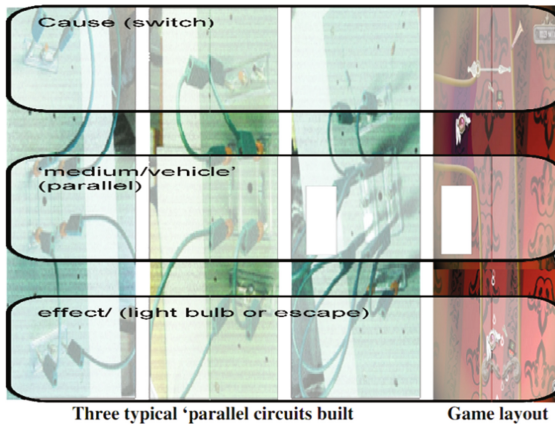 Cause (switch)
‘medium/vehicle’
(parallel)
effect/ (light bulb or escape)
Three typical ‘parallel circuits built
Game layout